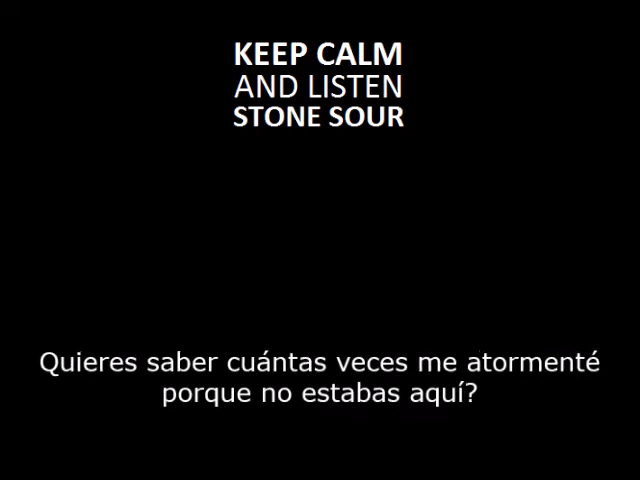 KEEP CALM
AND LISTEN
STONE SOUR
Quieres saber cuántas veces me atormenté
porque no estabas aquí?